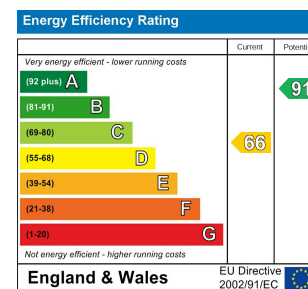 Energy Efficiency Rating
Current Potenti
Very energy efficient - lower running costs
(92 plus) A
91
(81-91) B
(69-80) C
66
(55-68) D
(39-54) E
(21-38) F
(1-20) G
Not energy efficient - higher running costs
England & Wales
EU Directive
2002/91/EC